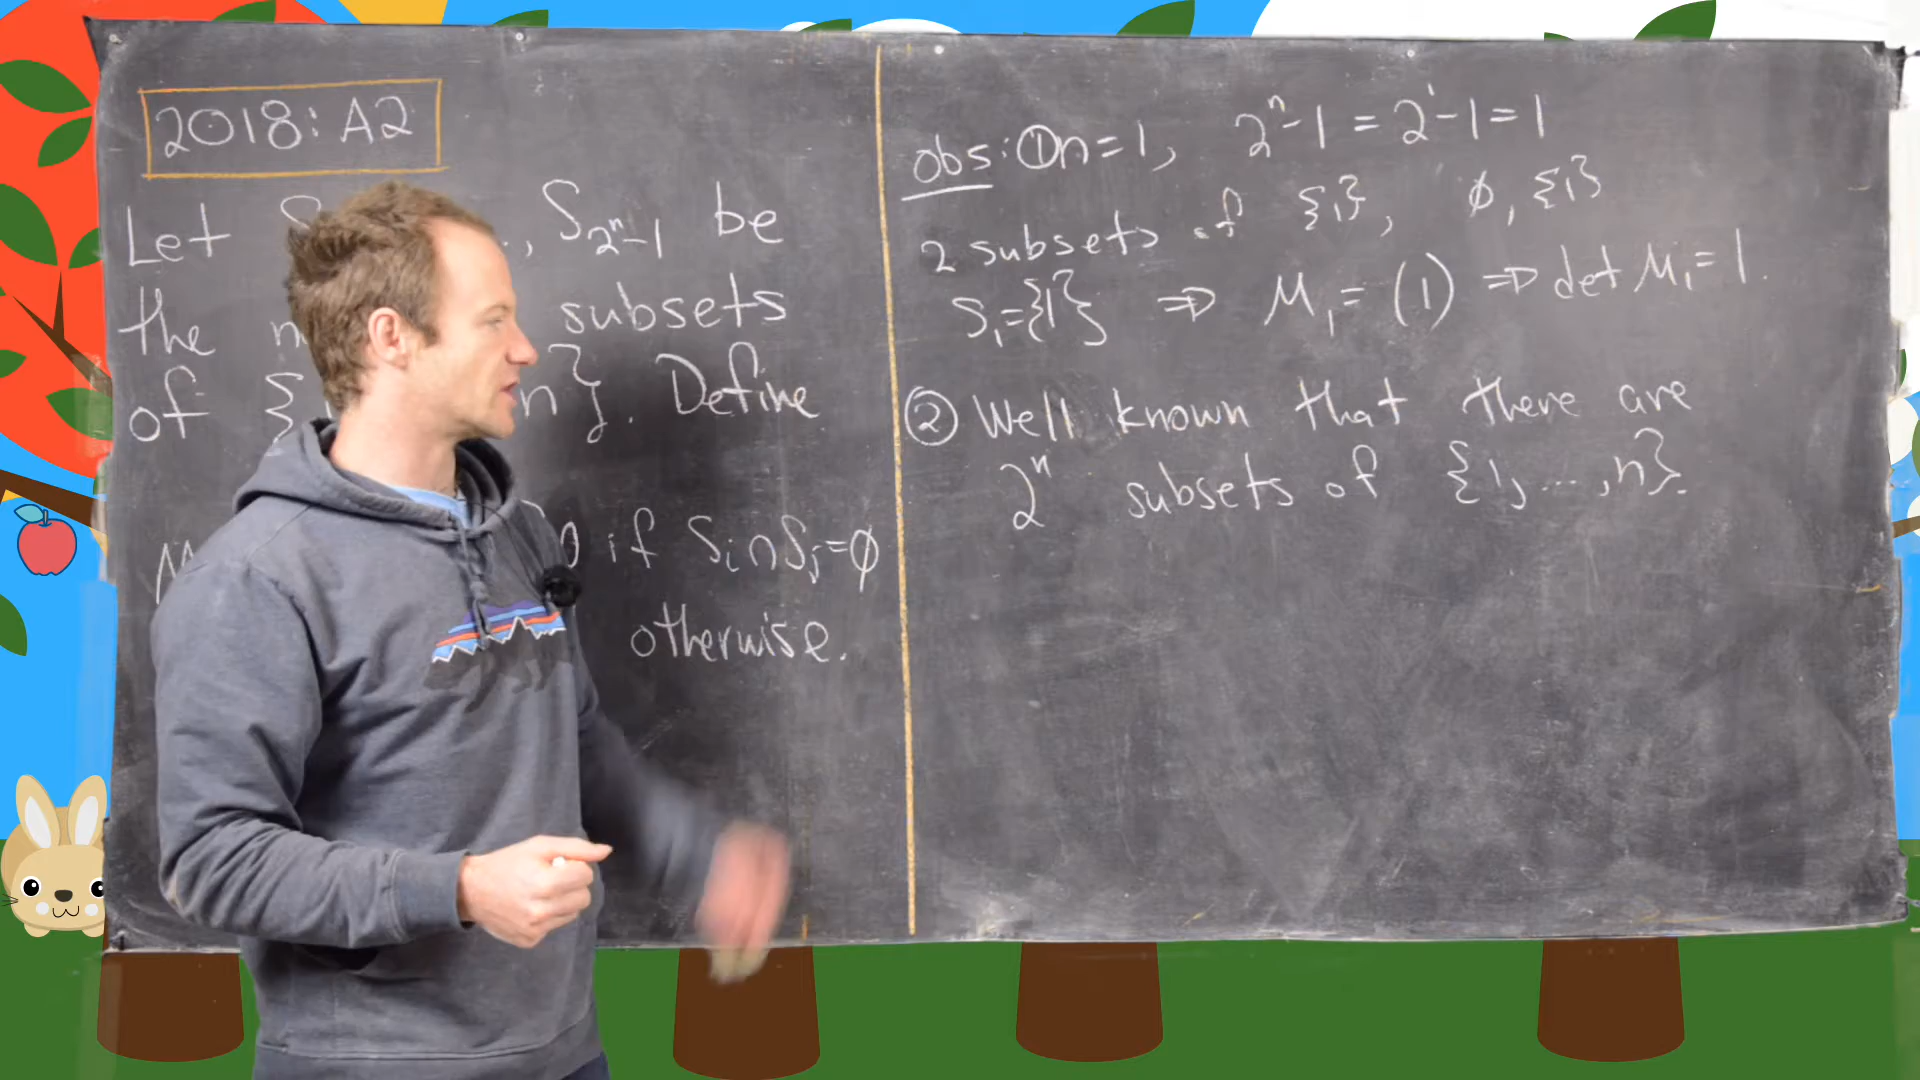 2018: A2
Let S ., S_{2^n-1} be
the subsets
of { n}. Define
if S_i ∩ S_j = ∅
otherwise.
obs: ① n = 1, 2^n - 1 = 2^1 - 1 = 1
2 subsets of {1}, ∅, {1}
S_1 = {1} ⇒ M_1 = (1) ⇒ det M_1 = 1.
② Well known that there are
2^n subsets of {1, ..., n}.